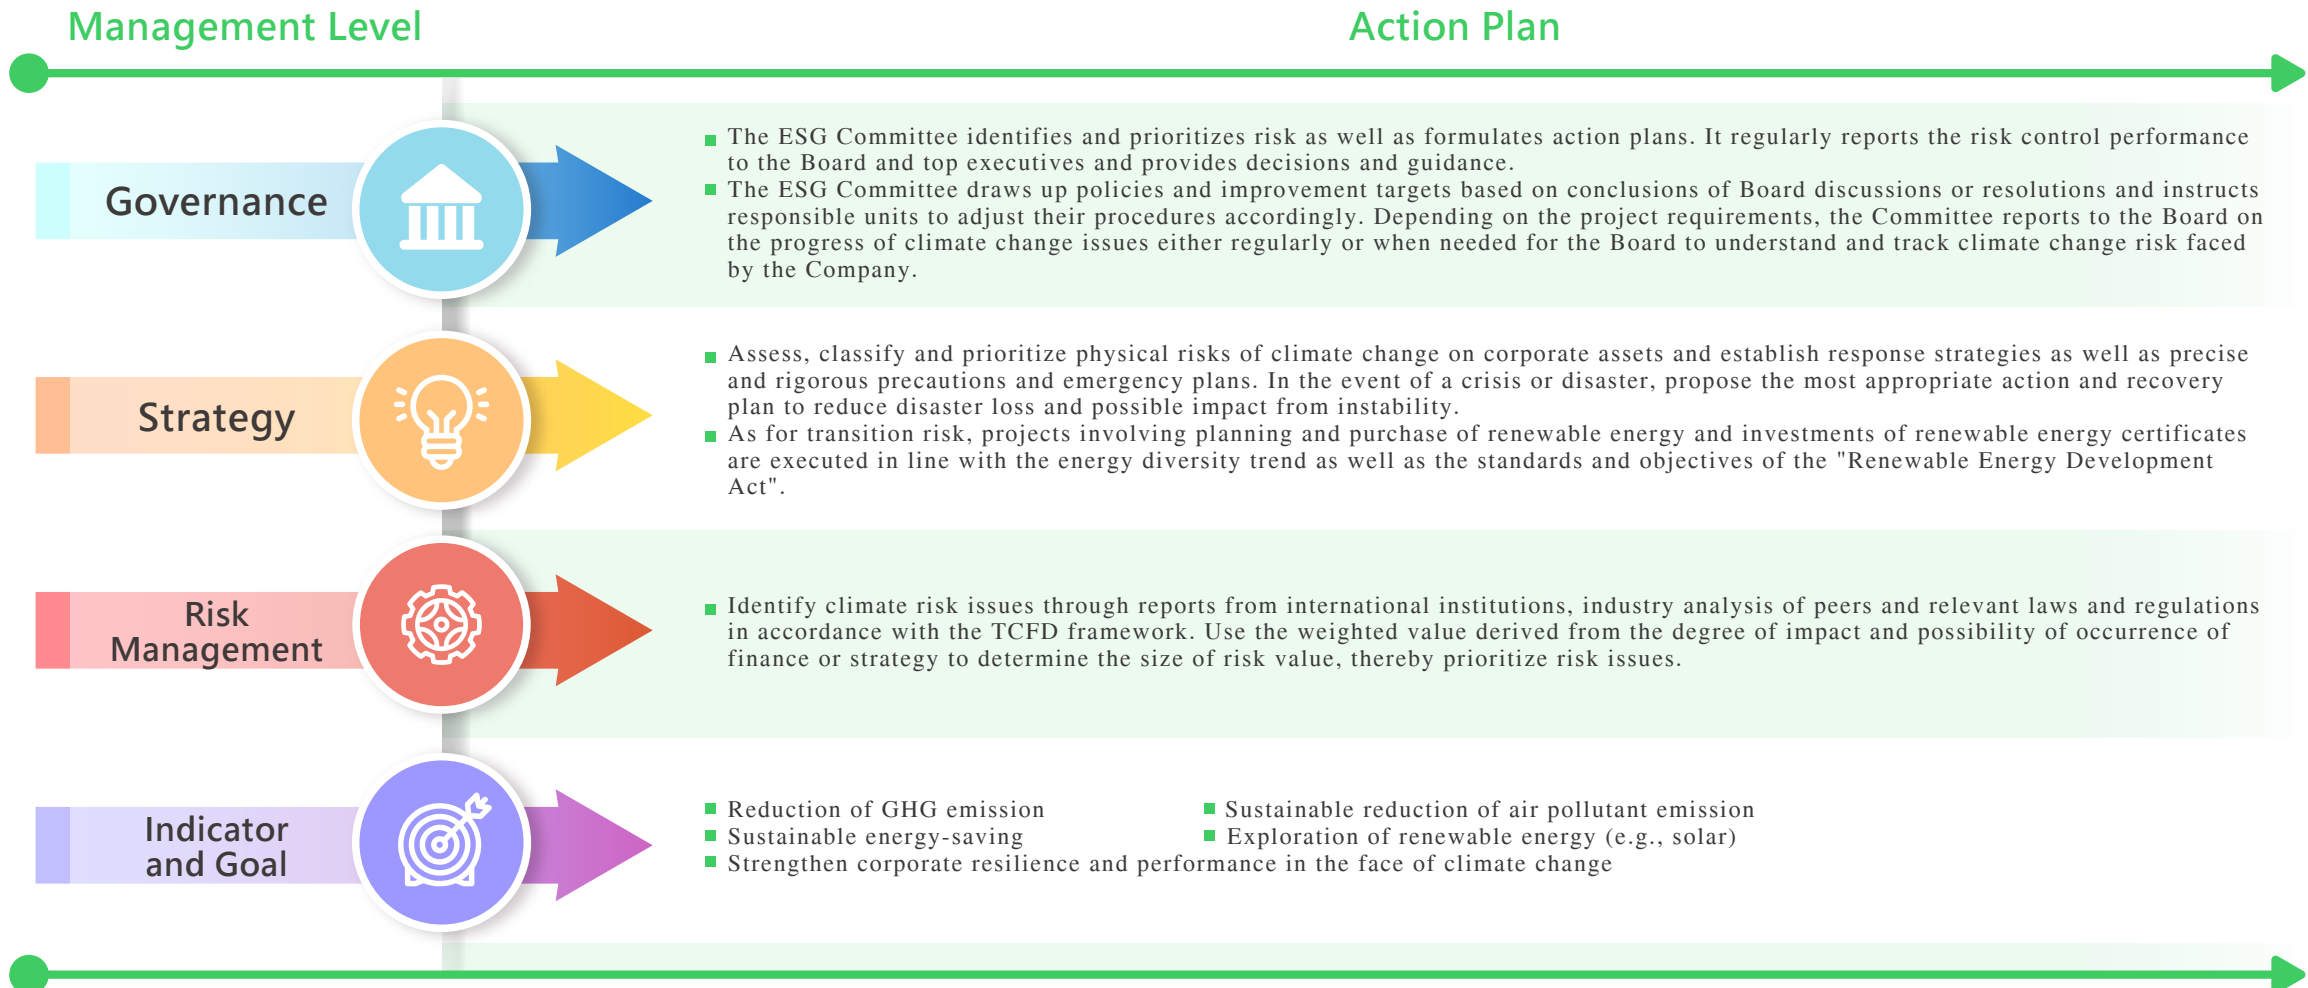 Management Level
Action Plan
Governance
The ESG Committee identifies and prioritizes risk as well as formulates action plans. It regularly reports the risk control performance
to the Board and top executives and provides decisions and guidance.
The ESG Committee draws up policies and improvement targets based on conclusions of Board discussions or resolutions and instructs
responsible units to adjust their procedures accordingly. Depending on the project requirements, the Committee reports to the Board on
the progress of climate change issues either regularly or when needed for the Board to understand and track climate change risk faced
by the Company.
Strategy
Assess, classify and prioritize physical risks of climate change on corporate assets and establish response strategies as well as precise
and rigorous precautions and emergency plans. In the event of a crisis or disaster, propose the most appropriate action and recovery
plan to reduce disaster loss and possible impact from instability.
As for transition risk, projects involving planning and purchase of renewable energy and investments of renewable energy certificates
are executed in line with the energy diversity trend as well as the standards and objectives of the "Renewable Energy Development
Act".
Risk
Management
Identify climate risk issues through reports from international institutions, industry analysis of peers and relevant laws and regulations
in accordance with the TCFD framework. Use the weighted value derived from the degree of impact and possibility of occurrence of
finance or strategy to determine the size of risk value, thereby prioritize risk issues.
Indicator
and Goal
Reduction of GHG emission
Sustainable reduction of air pollutant emission
Sustainable energy-saving
Exploration of renewable energy (e.g., solar)
Strengthen corporate resilience and performance in the face of climate change